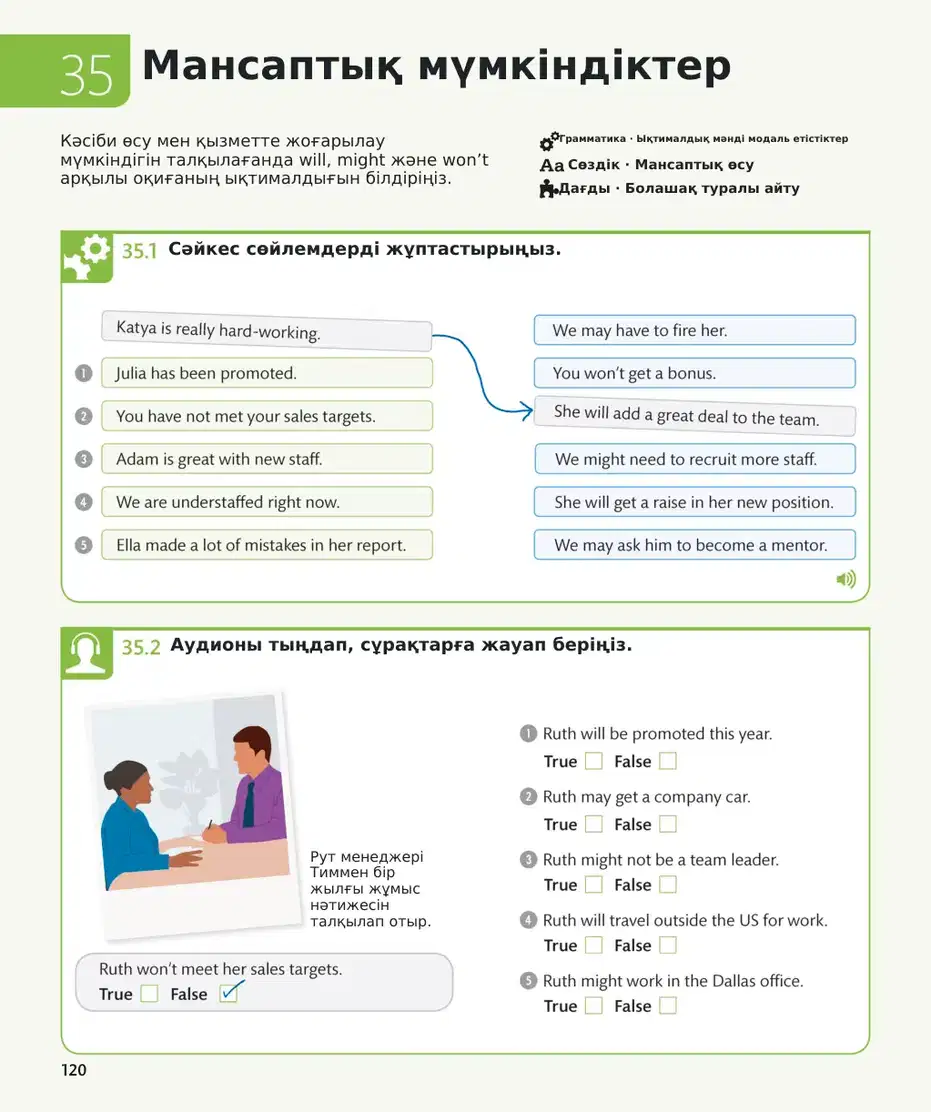 35
Мансаптық мүмкіндіктер
Кәсіби өсу мен қызметте жоғарылау
мүмкіндігін талқылағанда will, might және won’t
арқылы оқиғаның ықтималдығын білдіріңіз.
Грамматика · Ықтималдық мәнді модаль етістіктер
Aa Сөздік · Мансаптық өсу
Дағды · Болашақ туралы айту
35.1 Сәйкес сөйлемдерді жұптастырыңыз.
Katya is really hard-working.
1 Julia has been promoted.
2 You have not met your sales targets.
3 Adam is great with new staff.
4 We are understaffed right now.
5 Ella made a lot of mistakes in her report.
We may have to fire her.
You won’t get a bonus.
She will add a great deal to the team.
We might need to recruit more staff.
She will get a raise in her new position.
We may ask him to become a mentor.
35.2 Аудионы тыңдап, сұрақтарға жауап беріңіз.
Рут менеджері
Тиммен бір
жылғы жұмыс
нәтижесін
талқылап отыр.
Ruth won’t meet her sales targets.
True False
1 Ruth will be promoted this year.
True False
2 Ruth may get a company car.
True False
3 Ruth might not be a team leader.
True False
4 Ruth will travel outside the US for work.
True False
5 Ruth might work in the Dallas office.
True False
120